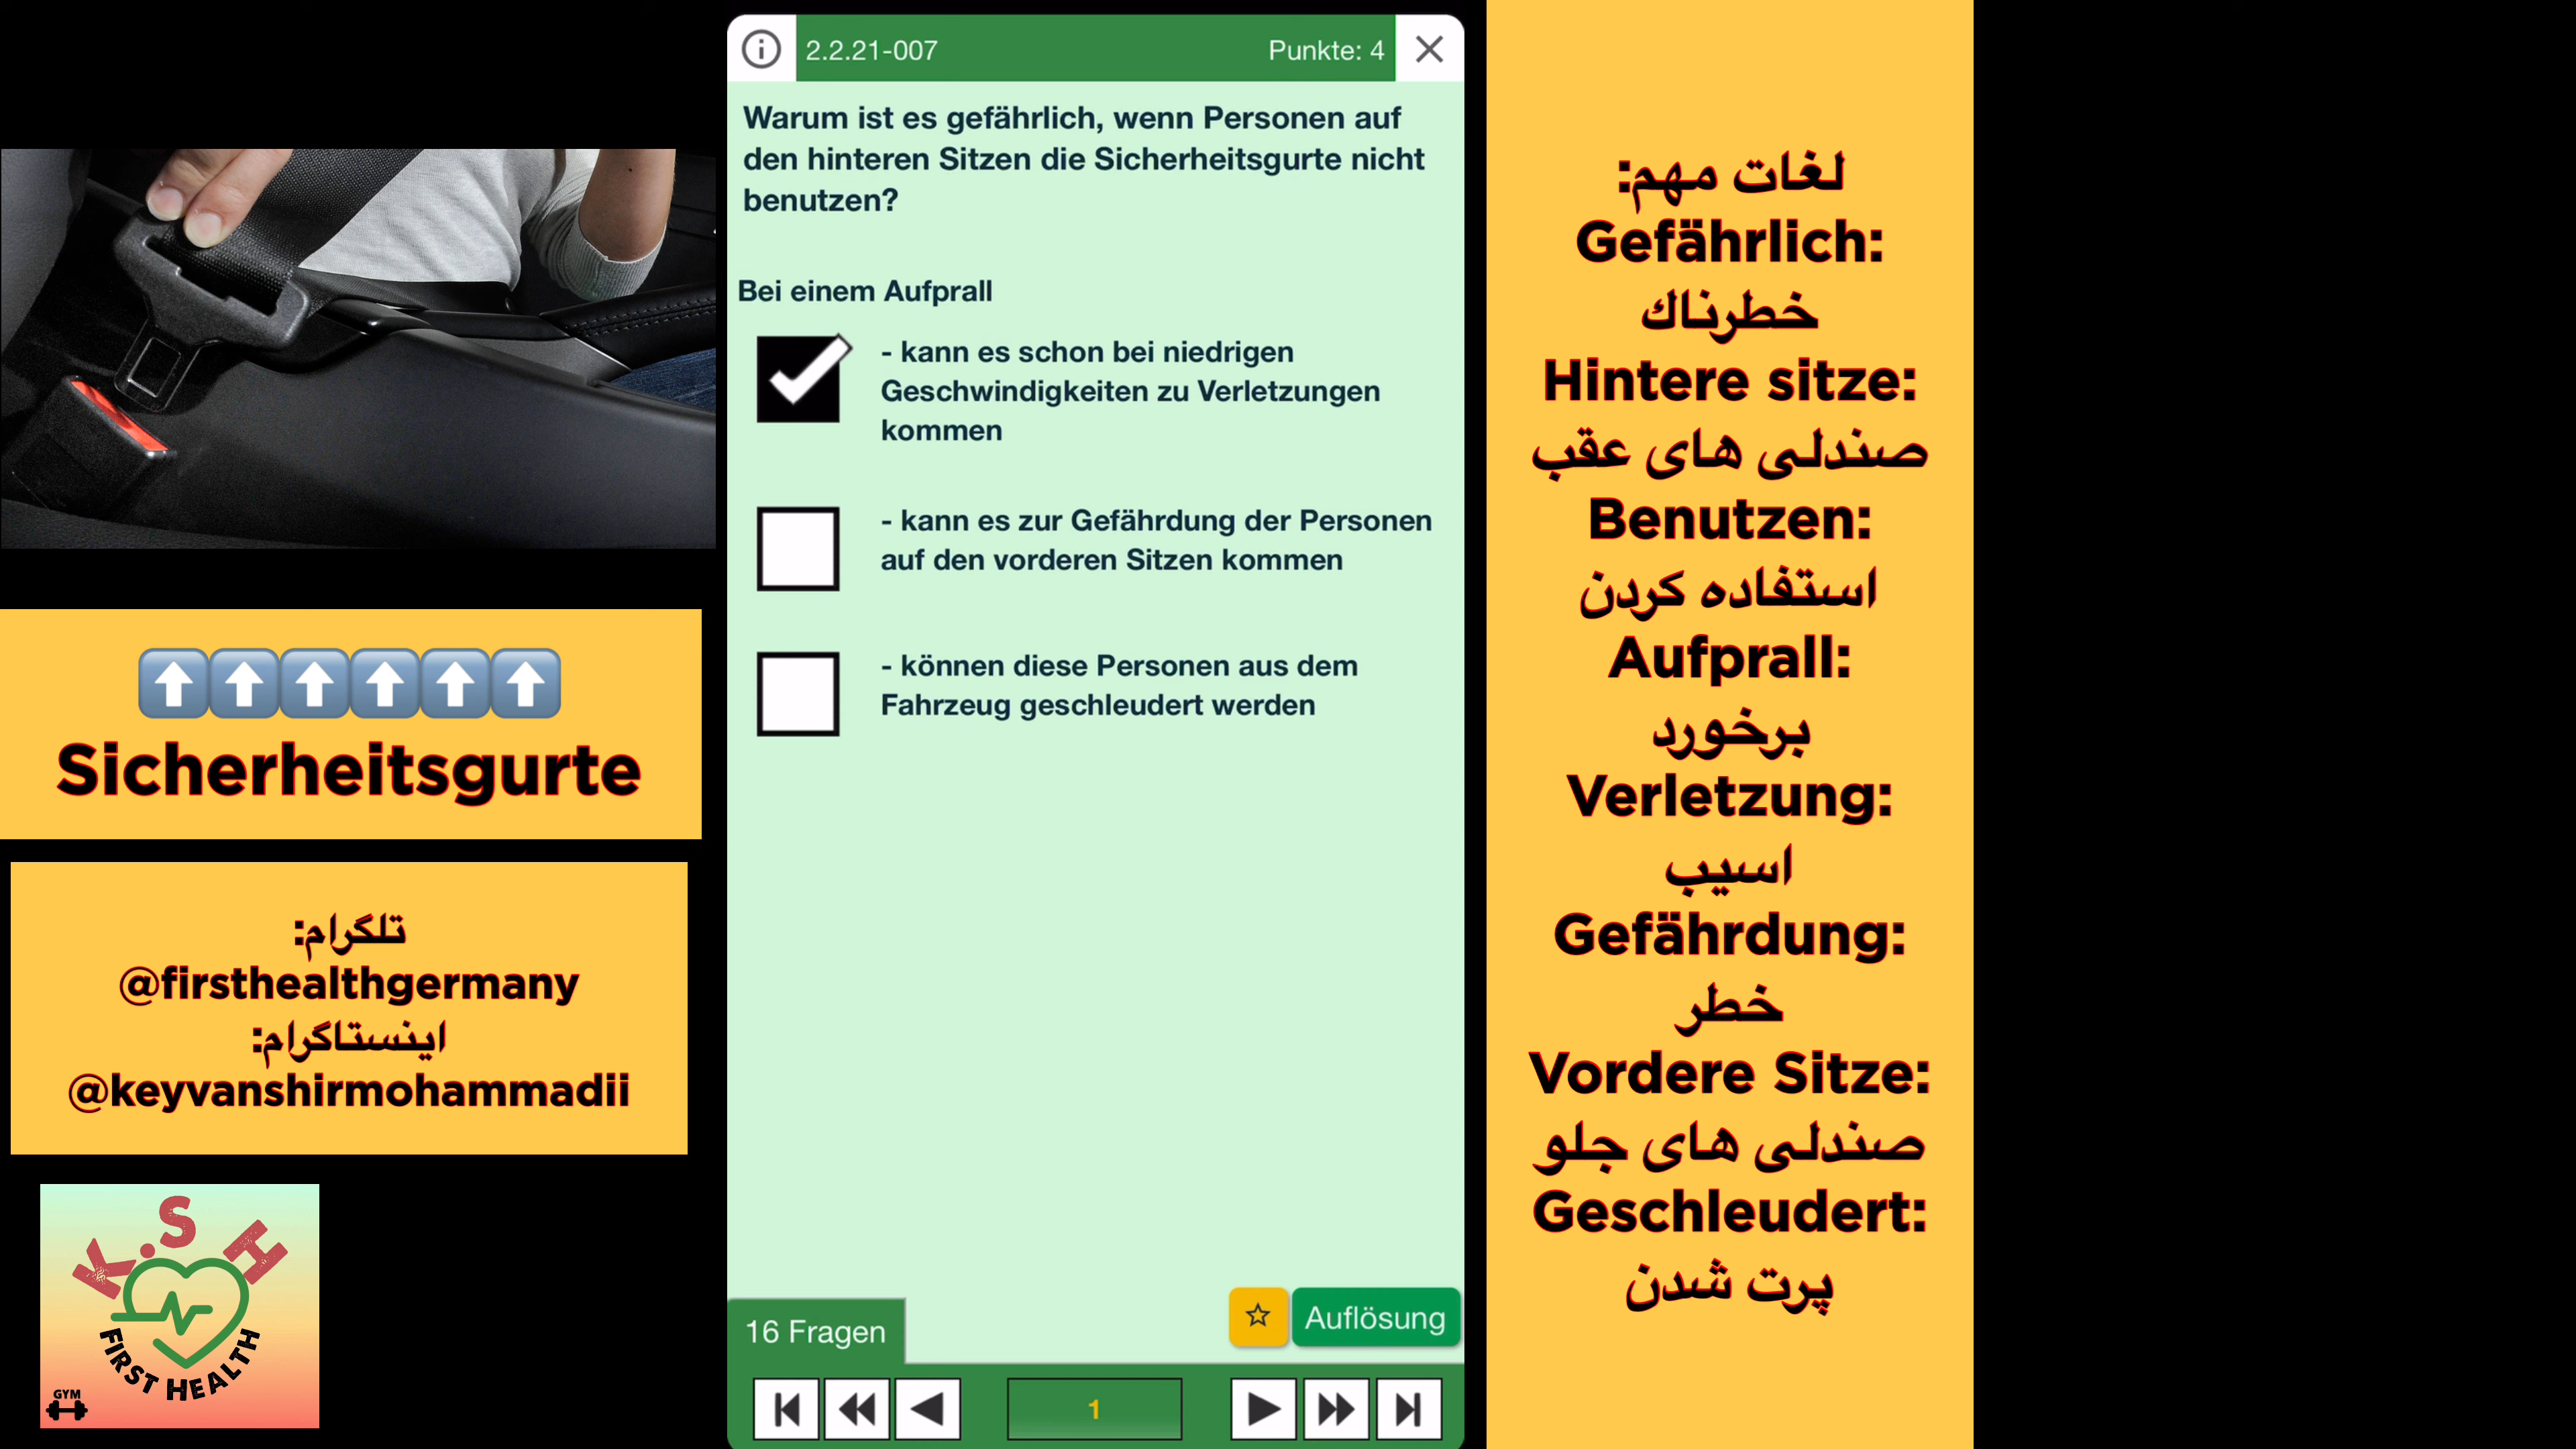 2.2.21-007
Punkte: 4
Warum ist es gefährlich, wenn Personen auf
den hinteren Sitzen die Sicherheitsgurte nicht
benutzen?
Bei einem Aufprall
- kann es schon bei niedrigen
Geschwindigkeiten zu Verletzungen
kommen
- kann es zur Gefährdung der Personen
auf den vorderen Sitzen kommen
- können diese Personen aus dem
Fahrzeug geschleudert werden
16 Fragen
Auflösung
1
Sicherheitsgurte
تلگرام:
@firsthealthgermany
اینستاگرام:
@keyvanshirmohammadii
K.SH
FIRST HEALTH
GYM
لغات مهم:
Gefährlich:
خطرناك
Hintere sitze:
صندلی های عقب
Benutzen:
استفاده کردن
Aufprall:
برخورد
Verletzung:
اسیب
Gefährdung:
خطر
Vordere Sitze:
صندلی های جلو
Geschleudert:
پرت شدن